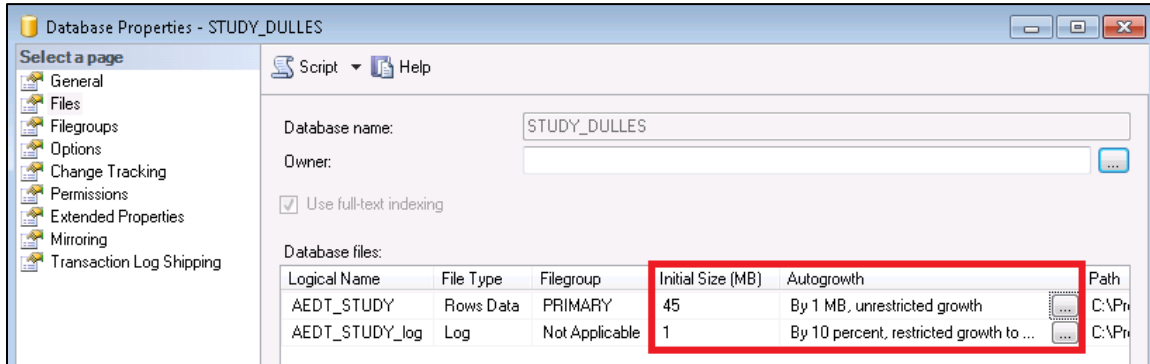 Database Properties - STUDY_DULLES
Select a page
General
Files
Filegroups
Options
Change Tracking
Permissions
Extended Properties
Mirroring
Transaction Log Shipping
Script Help
Database name: STUDY_DULLES
Owner: ...
Use full-text indexing
Database files:
Logical Name File Type Filegroup Initial Size (MB) Autogrowth Path
AEDT_STUDY Rows Data PRIMARY 45 By 1 MB, unrestricted growth ... C:\Pr
AEDT_STUDY_log Log Not Applicable 1 By 10 percent, restricted growth to ... ... C:\Pr